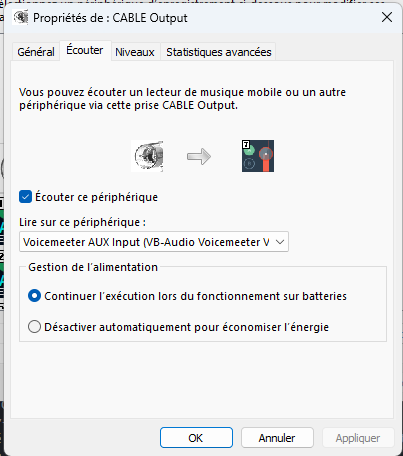 Propriétés de : CABLE Output
Général
Écouter
Niveaux
Statistiques avancées
Vous pouvez écouter un lecteur de musique mobile ou un autre
périphérique via cette prise CABLE Output.
7
Écouter ce périphérique
Lire sur ce périphérique :
Voicemeeter AUX Input (VB-Audio Voicemeeter V
Gestion de l'alimentation
Continuer l'exécution lors du fonctionnement sur batteries
Désactiver automatiquement pour économiser l'énergie
OK
Annuler
Appliquer